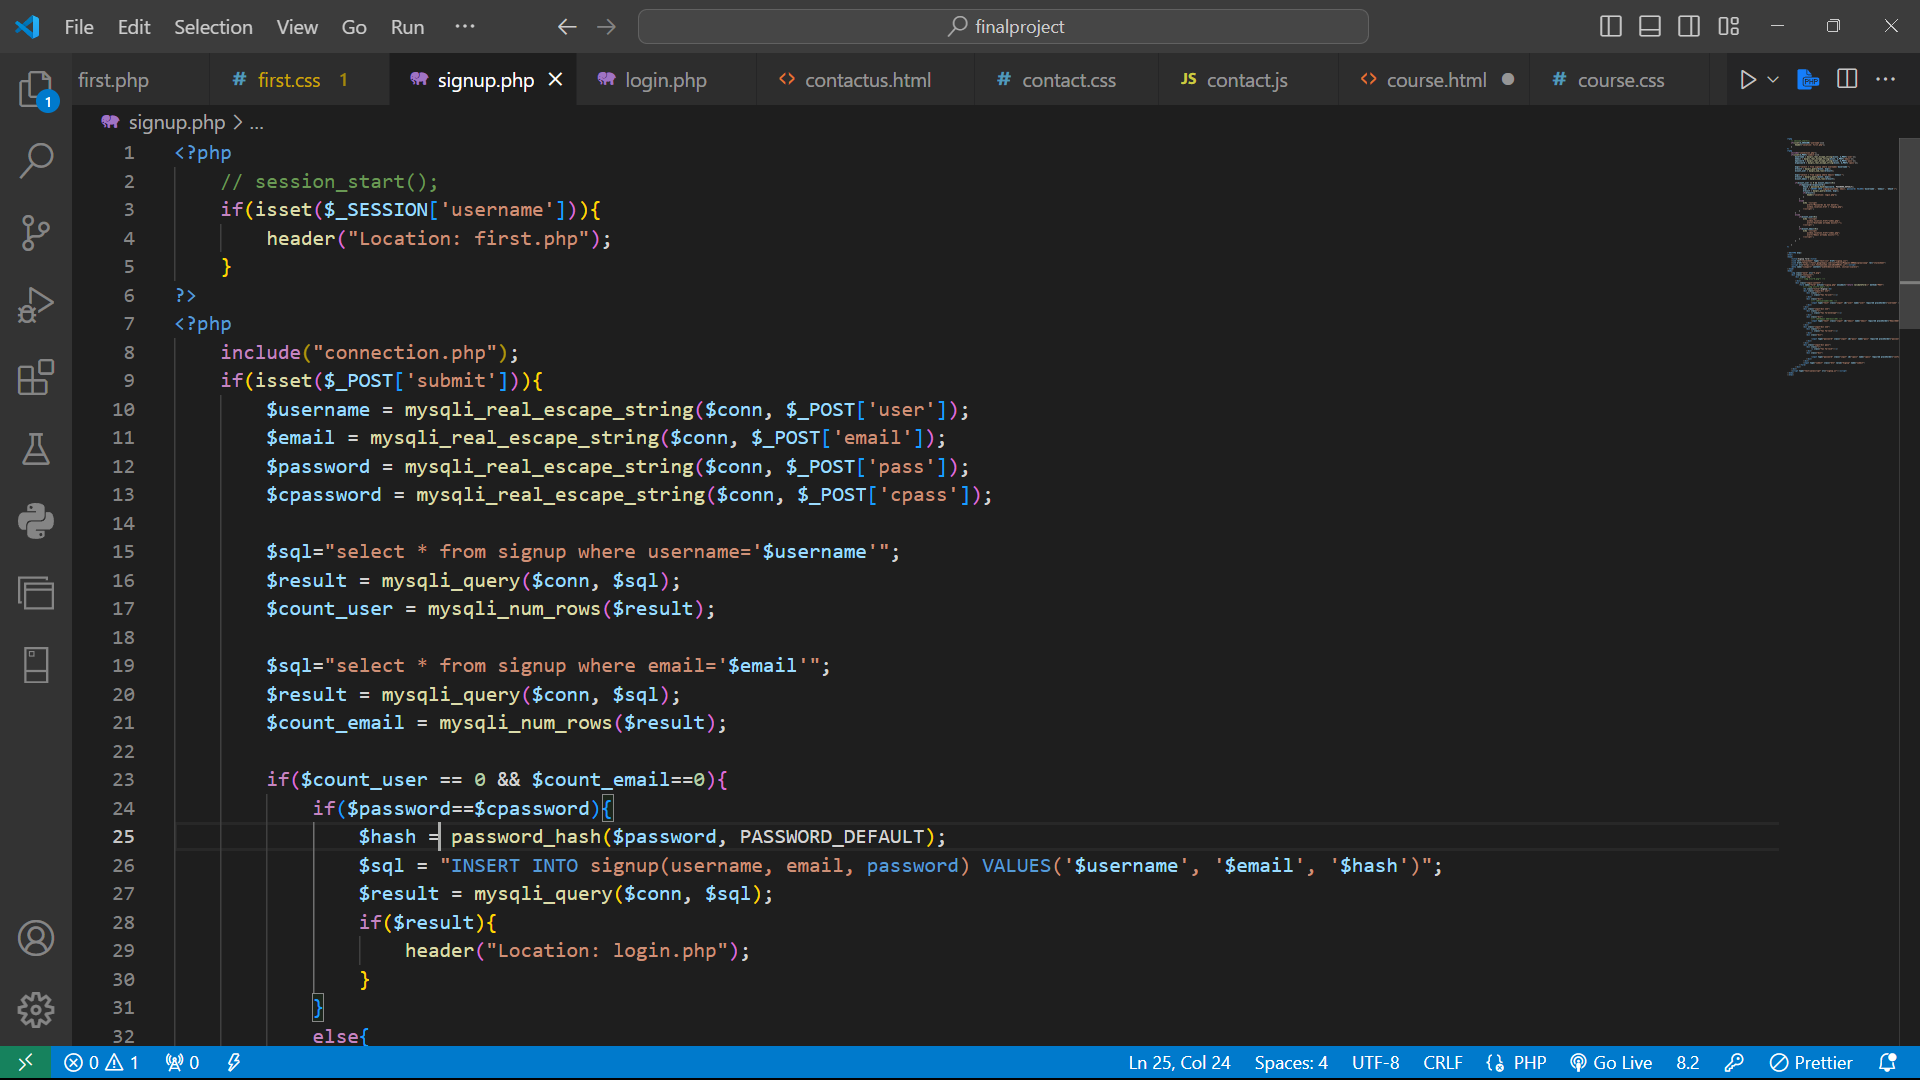 File Edit Selection View Go Run ··· finalproject
first.php # first.css 1 signup.php login.php <> contactus.html # contact.css JS contact.js <> course.html # course.css
1
signup.php > ...
1 <?php
2 // session_start();
3 if(isset($_SESSION['username'])){
4 header("Location: first.php");
5 }
6 ?>
7 <?php
8 include("connection.php");
9 if(isset($_POST['submit'])){
10 $username = mysqli_real_escape_string($conn, $_POST['user']);
11 $email = mysqli_real_escape_string($conn, $_POST['email']);
12 $password = mysqli_real_escape_string($conn, $_POST['pass']);
13 $cpassword = mysqli_real_escape_string($conn, $_POST['cpass']);
14
15 $sql="select * from signup where username='$username'";
16 $result = mysqli_query($conn, $sql);
17 $count_user = mysqli_num_rows($result);
18
19 $sql="select * from signup where email='$email'";
20 $result = mysqli_query($conn, $sql);
21 $count_email = mysqli_num_rows($result);
22
23 if($count_user == 0 && $count_email==0){
24 if($password==$cpassword){
25 $hash = password_hash($password, PASSWORD_DEFAULT);
26 $sql = "INSERT INTO signup(username, email, password) VALUES('$username', '$email', '$hash')";
27 $result = mysqli_query($conn, $sql);
28 if($result){
29 header("Location: login.php");
30 }
31 }
32 else{
0 1 0 Ln 25, Col 24 Spaces: 4 UTF-8 CRLF PHP Go Live 8.2 Prettier